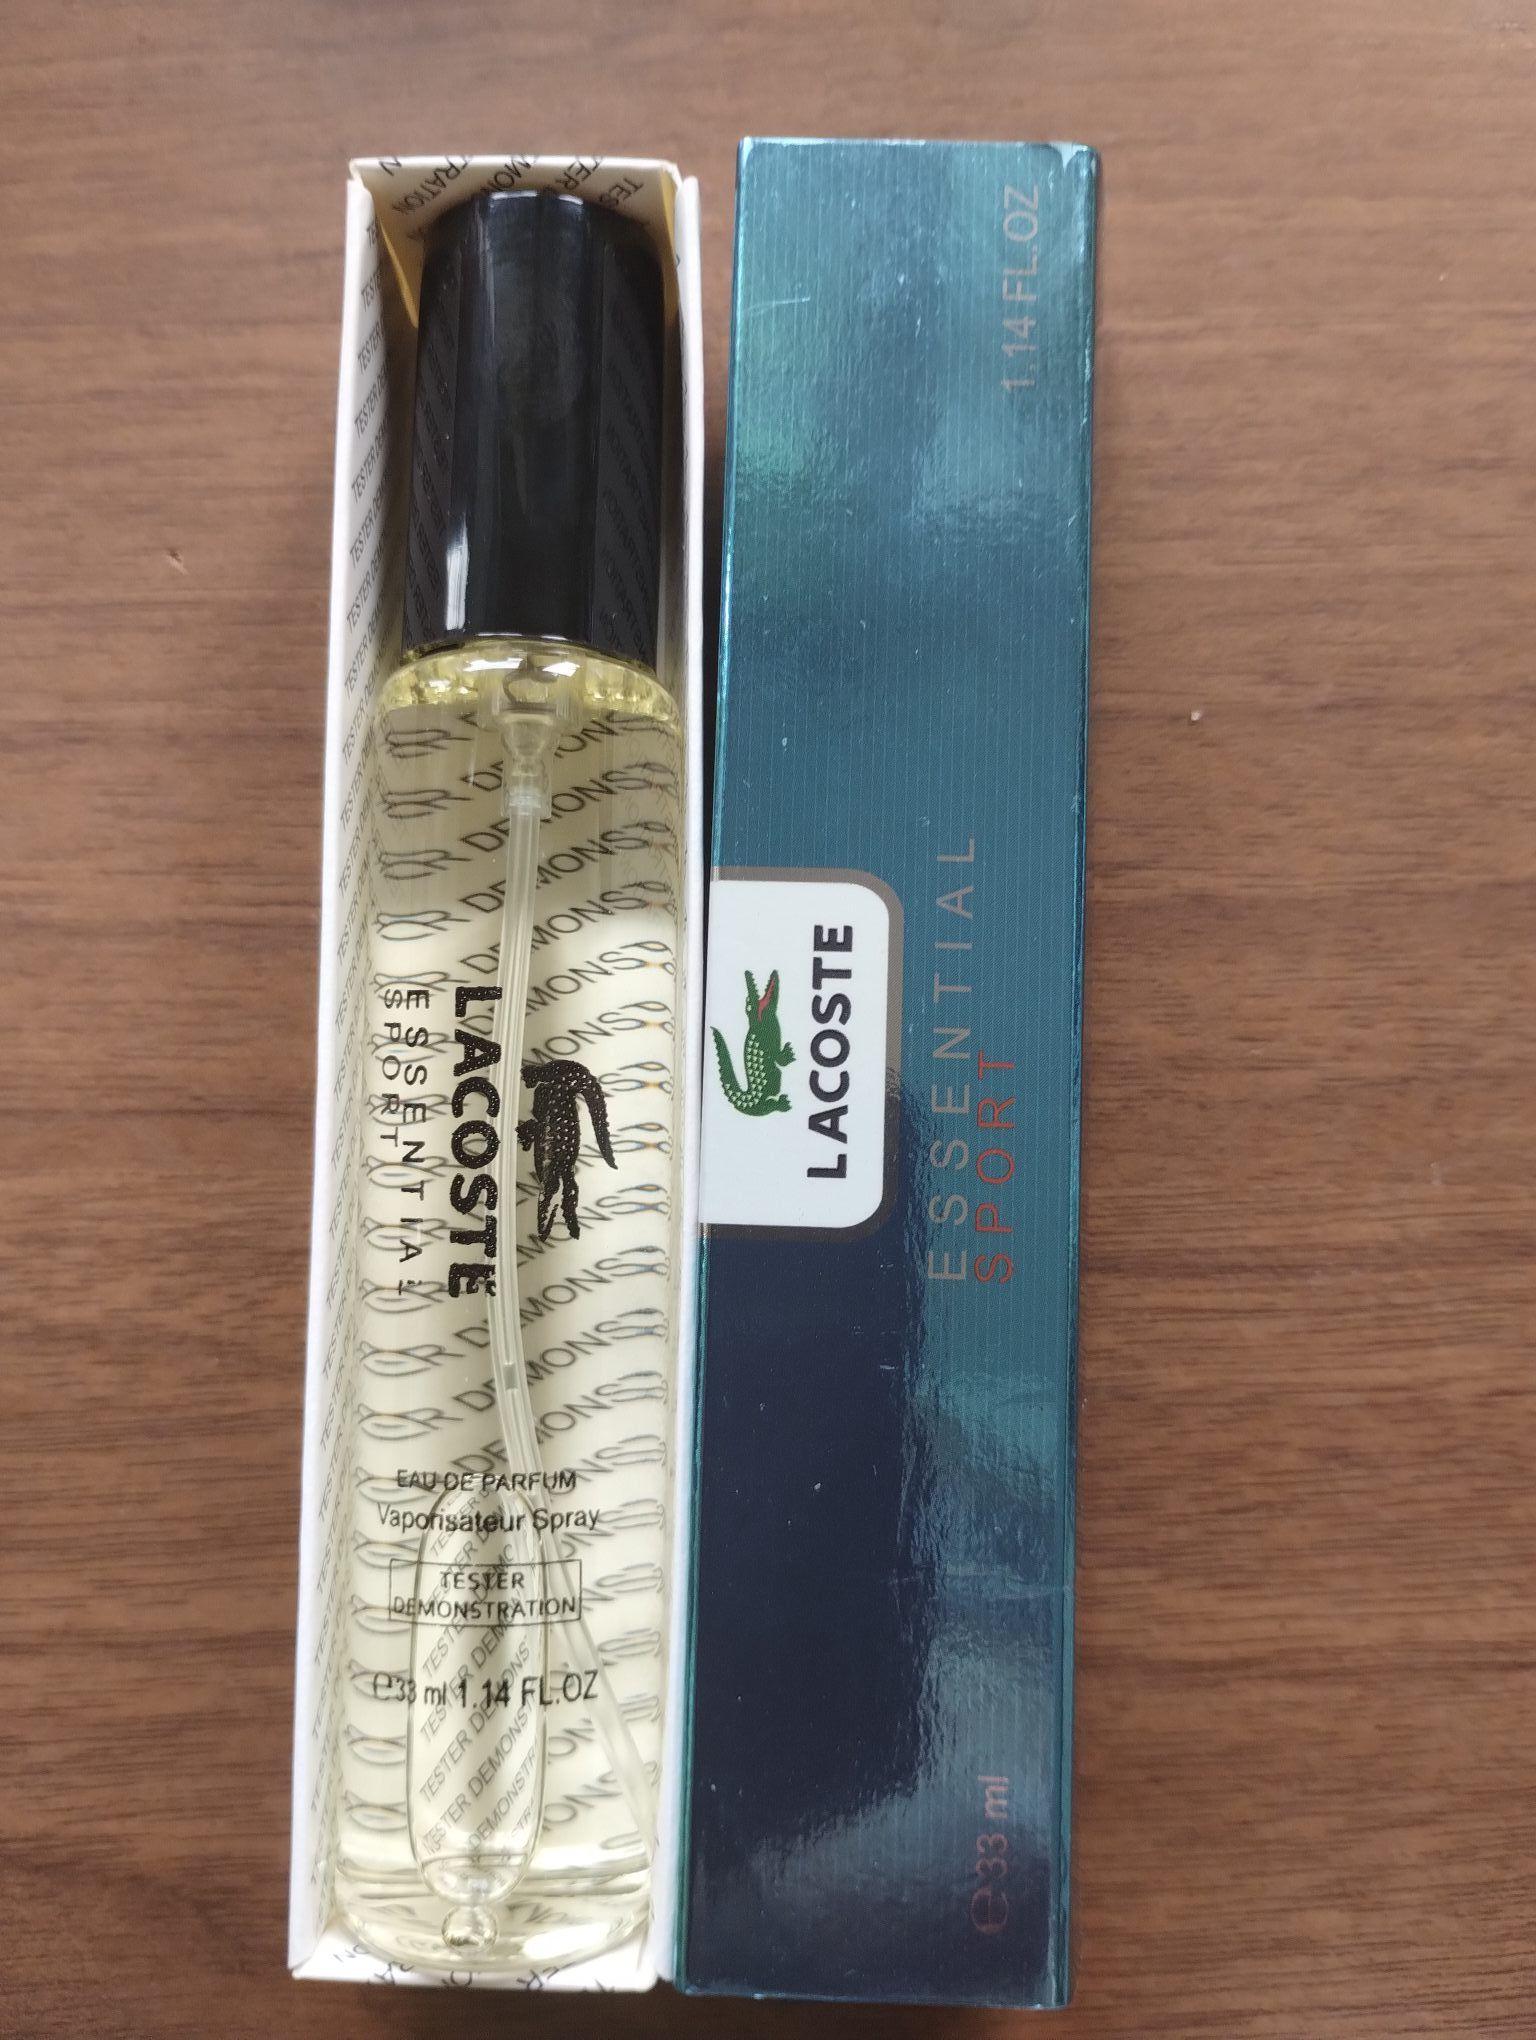 LACOSTE
ESSENTIAL
SPORT
EAU DE PARFUM
Vaporisateur Spray
TESTER
DEMONSTRATION
℮33 ml 1.14 FL.OZ
1.14 FL.OZ
LACOSTE
ESSENTIAL
SPORT
℮33 ml